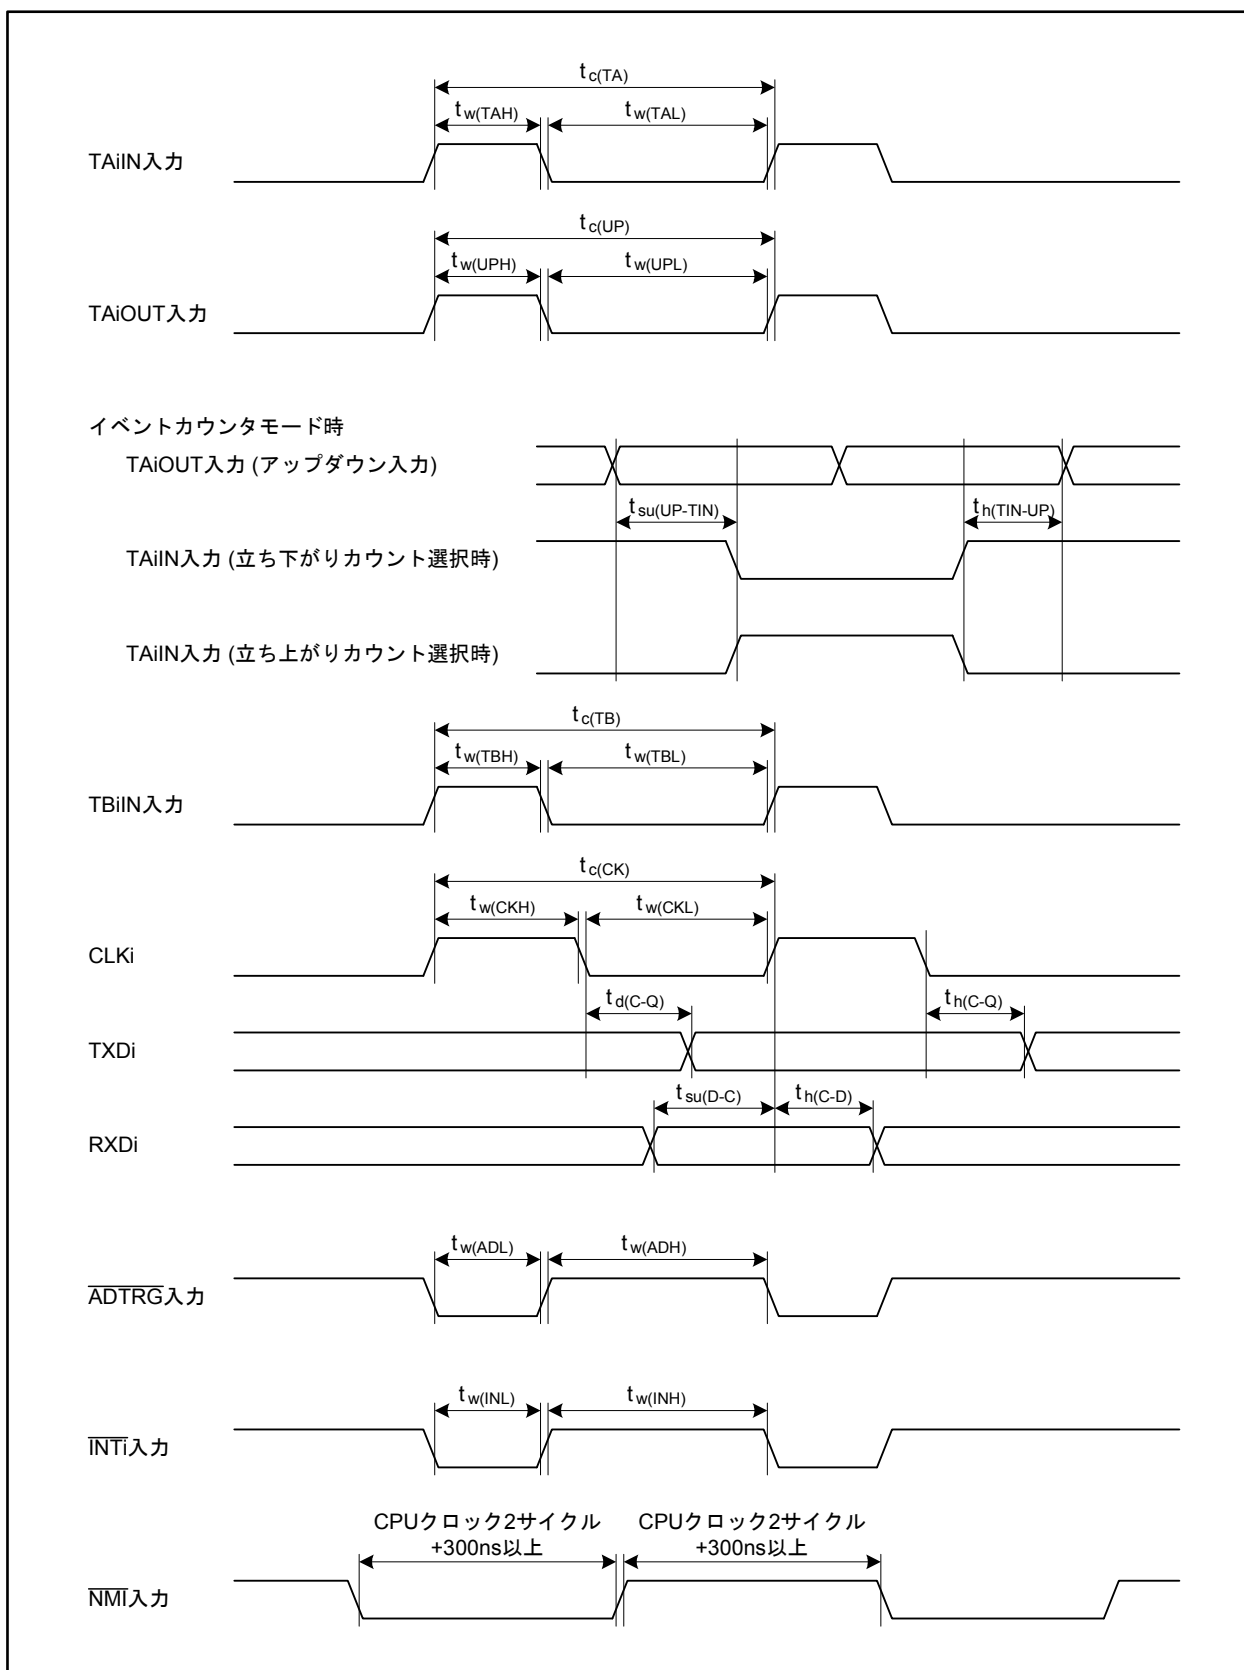 tc(TA)
tw(TAH) tw(TAL)
TAiIN入力
tc(UP)
tw(UPH) tw(UPL)
TAiOUT入力
イベントカウンタモード時
TAiOUT入力 (アップダウン入力)
tsu(UP-TIN) th(TIN-UP)
TAiIN入力 (立ち下がりカウント選択時)
TAiIN入力 (立ち上がりカウント選択時)
tc(TB)
tw(TBH) tw(TBL)
TBiIN入力
tc(CK)
tw(CKH) tw(CKL)
CLKi
td(C-Q) th(C-Q)
TXDi
tsu(D-C) th(C-D)
RXDi
tw(ADL) tw(ADH)
ADTRG入力
tw(INL) tw(INH)
INTi入力
CPUクロック2サイクル CPUクロック2サイクル
+300ns以上 +300ns以上
NMI入力